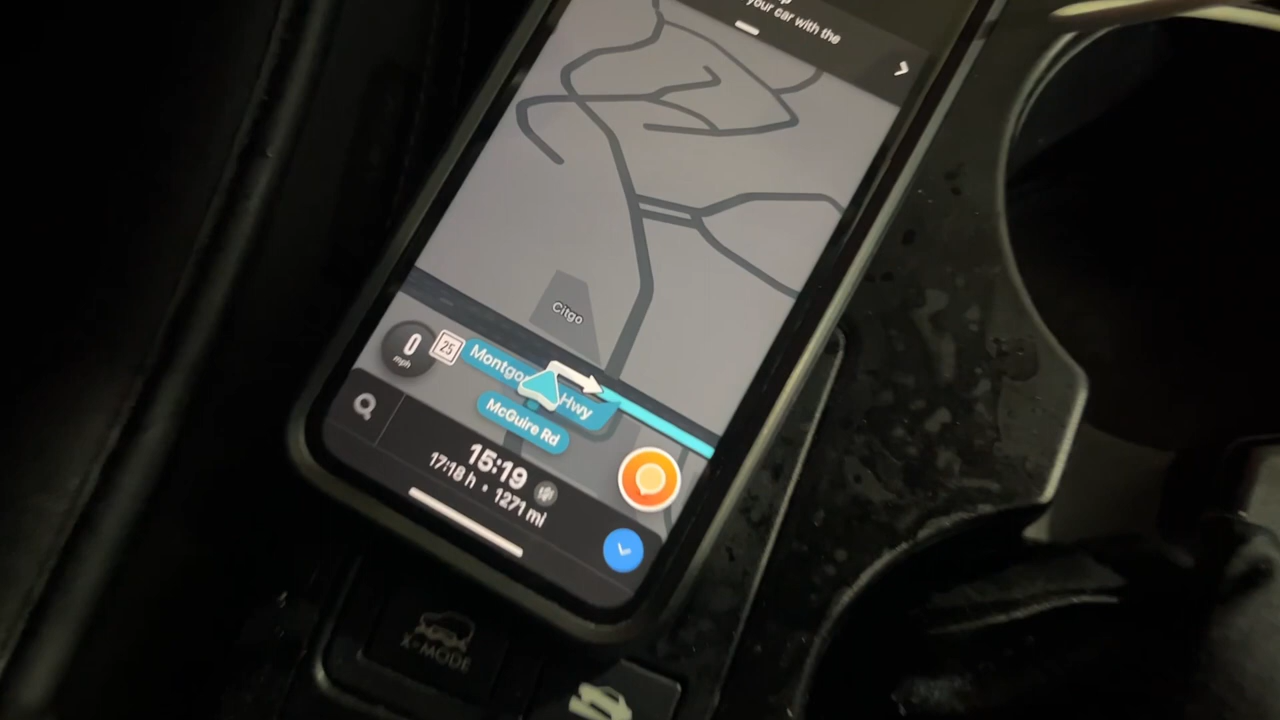 your car with the
Citgo
0
mph
25
Hwy
McGuire Rd
15:19
17:18 h • 1271 mi
X-MODE